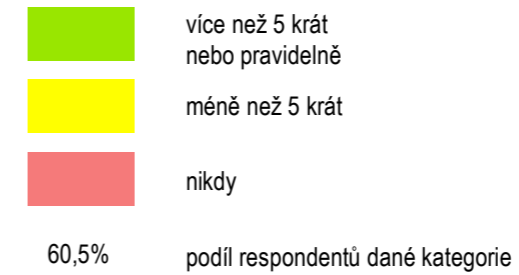 více než 5 krát
nebo pravidelně
méně než 5 krát
nikdy
60,5% podíl respondentů dané kategorie